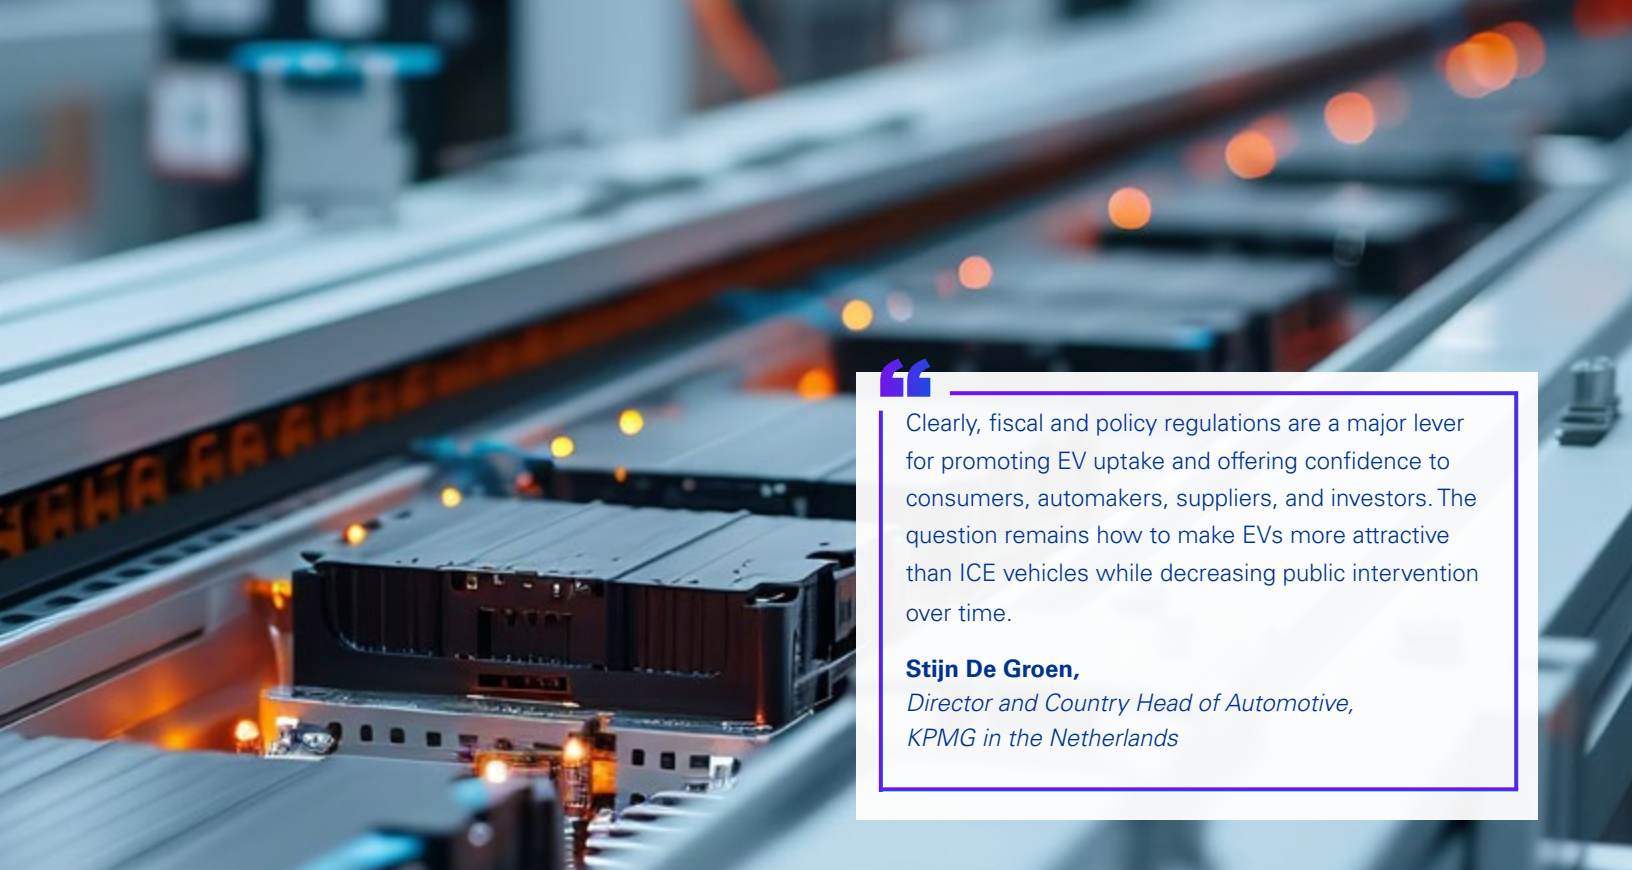 “
Clearly, fiscal and policy regulations are a major lever
for promoting EV uptake and offering confidence to
consumers, automakers, suppliers, and investors. The
question remains how to make EVs more attractive
than ICE vehicles while decreasing public intervention
over time.
Stijn De Groen,
Director and Country Head of Automotive,
KPMG in the Netherlands